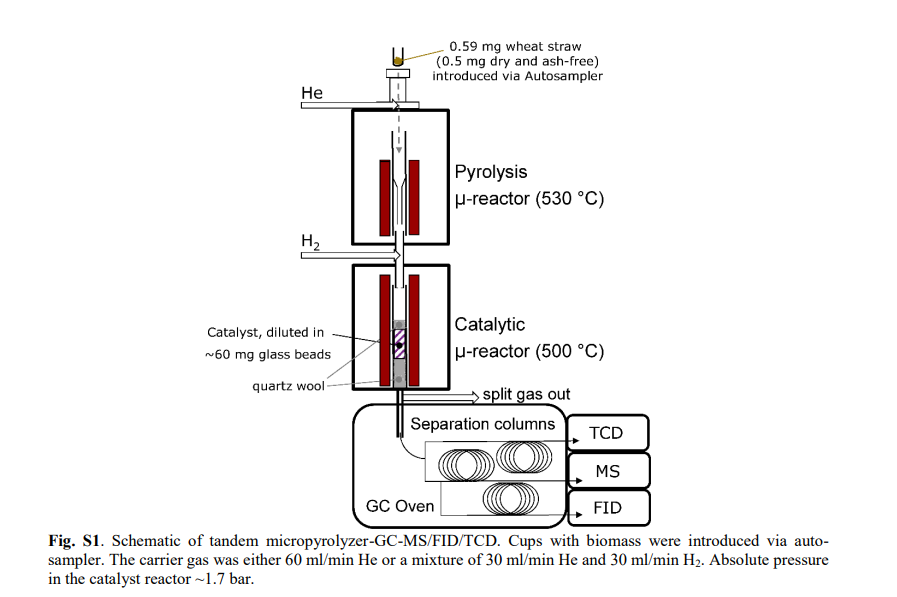 0.59 mg wheat straw
(0.5 mg dry and ash-free)
introduced via Autosampler
He
Pyrolysis
µ-reactor (530 °C)
H₂
Catalytic
µ-reactor (500 °C)
Catalyst, diluted in
~60 mg glass beads
quartz wool
split gas out
Separation columns
TCD
MS
GC Oven
FID
Fig. S1. Schematic of tandem micropyrolyzer-GC-MS/FID/TCD. Cups with biomass were introduced via auto-
sampler. The carrier gas was either 60 ml/min He or a mixture of 30 ml/min He and 30 ml/min H₂. Absolute pressure
in the catalyst reactor ~1.7 bar.